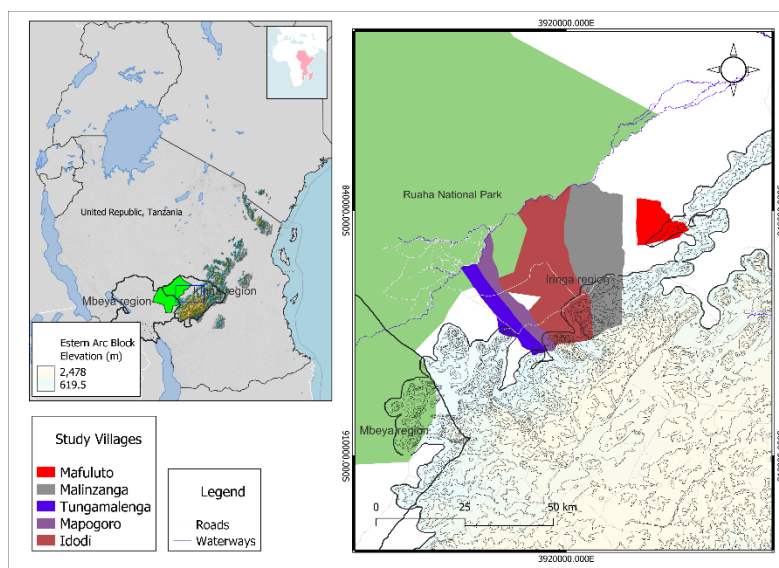 United Republic, Tanzania
Mbeya region
Iringa region
Estern Arc Block
Elevation (m)
2,478
619.5
Study Villages
Mafuluto
Malinzanga
Tungamalenga
Mapogoro
Idodi
Legend
Roads
Waterways
3920000.000E
Ruaha National Park
Iringa region
Mbeya region
0 25 50 km
3920000.000E